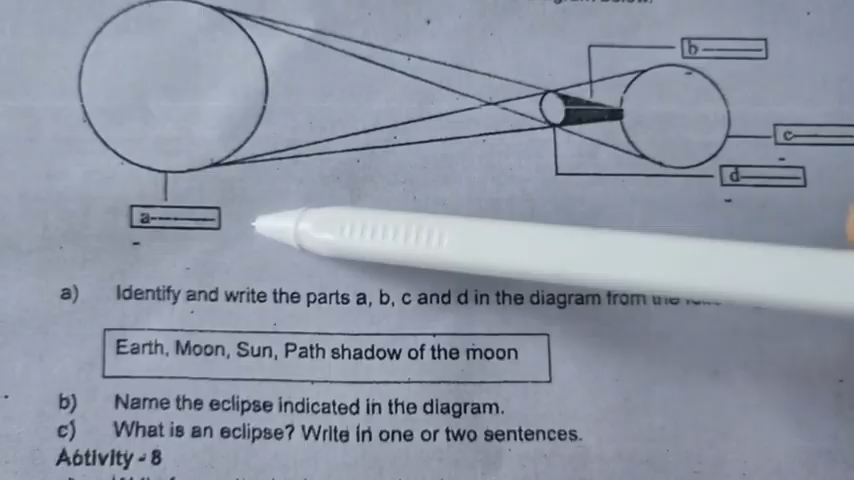 below.
b
c
d
a
a) Identify and write the parts a, b, c and d in the diagram from
Earth, Moon, Sun, Path shadow of the moon
b) Name the eclipse indicated in the diagram.
c) What is an eclipse? Write in one or two sentences.
Activity - 8